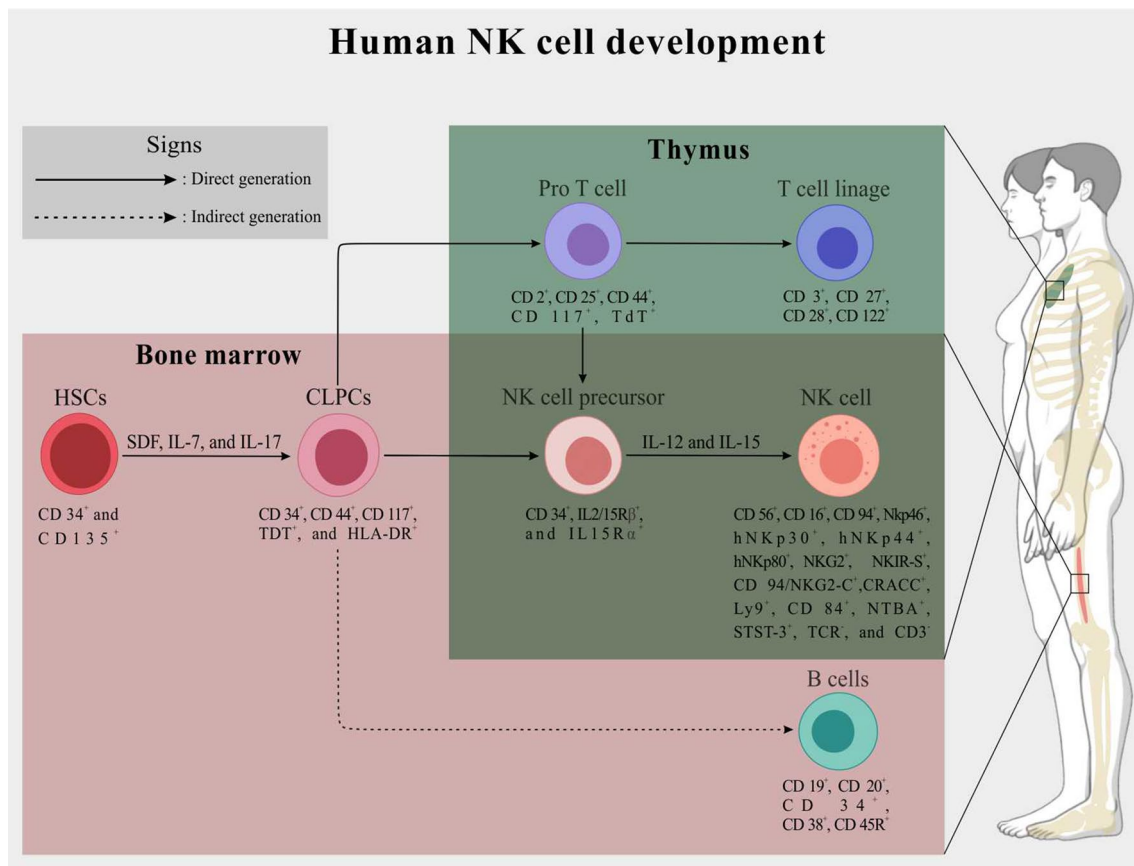 Human NK cell development
Signs
: Direct generation
: Indirect generation
Thymus
Pro T cell
CD 2⁺, CD 25⁺, CD 44⁺,
CD 117⁺, TdT⁺
T cell linage
CD 3⁺, CD 27⁺,
CD 28⁺, CD 122⁺
Bone marrow
HSCs
CD 34⁺ and
CD135⁺
SDF, IL-7, and IL-17
CLPCs
CD 34⁺, CD 44⁺, CD 117⁺,
TDT⁺, and HLA-DR⁺
NK cell precursor
CD 34⁺, IL2/15Rβ⁺,
and IL15Rα⁺
IL-12 and IL-15
NK cell
CD 56⁺, CD 16⁺, CD 94⁺, Nkp46⁺,
hNKp30⁺, hNKp44⁺,
hNKp80⁺, NKG2⁺, NKIR-S⁺,
CD 94/NKG2-C⁺,CRACC⁺,
Ly9⁺, CD 84⁺, NTBA⁺,
STST-3⁺, TCR⁻, and CD3⁻
B cells
CD 19⁺, CD 20⁺,
CD 34⁺,
CD 38⁺, CD 45R⁺